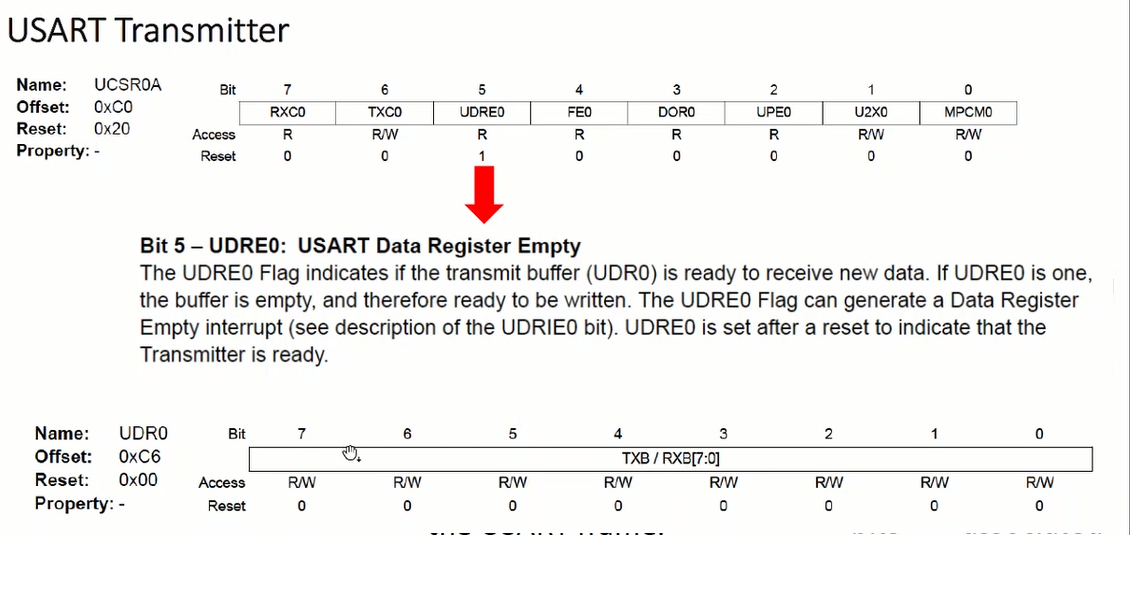 USART Transmitter
Name: UCSR0A
Offset: 0xC0
Reset: 0x20
Property: -
Bit 7 6 5 4 3 2 1 0
RXC0 TXC0 UDRE0 FE0 DOR0 UPE0 U2X0 MPCM0
Access R R/W R R R R R/W R/W
Reset 0 0 1 0 0 0 0 0
Bit 5 – UDRE0: USART Data Register Empty
The UDRE0 Flag indicates if the transmit buffer (UDR0) is ready to receive new data. If UDRE0 is one,
the buffer is empty, and therefore ready to be written. The UDRE0 Flag can generate a Data Register
Empty interrupt (see description of the UDRIE0 bit). UDRE0 is set after a reset to indicate that the
Transmitter is ready.
Name: UDR0
Offset: 0xC6
Reset: 0x00
Property: -
Bit 7 6 5 4 3 2 1 0
TXB / RXB[7:0]
Access R/W R/W R/W R/W R/W R/W R/W R/W
Reset 0 0 0 0 0 0 0 0